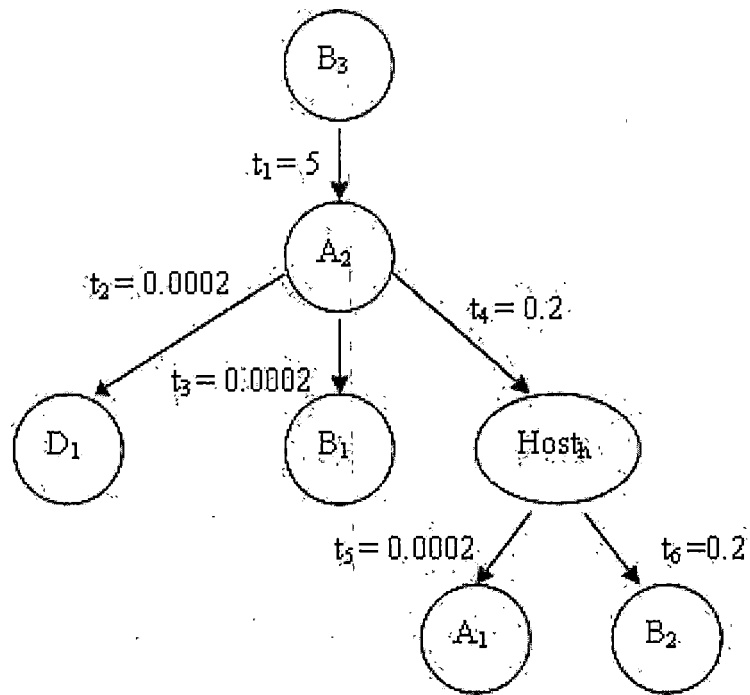 B₃
t₁= 5
A₂
t₂= 0.0002
t₄= 0.2
t₃= 0.0002
D₁
B₁
Hostₕ
t₅= 0.0002
t₆=0.2
A₁
B₂